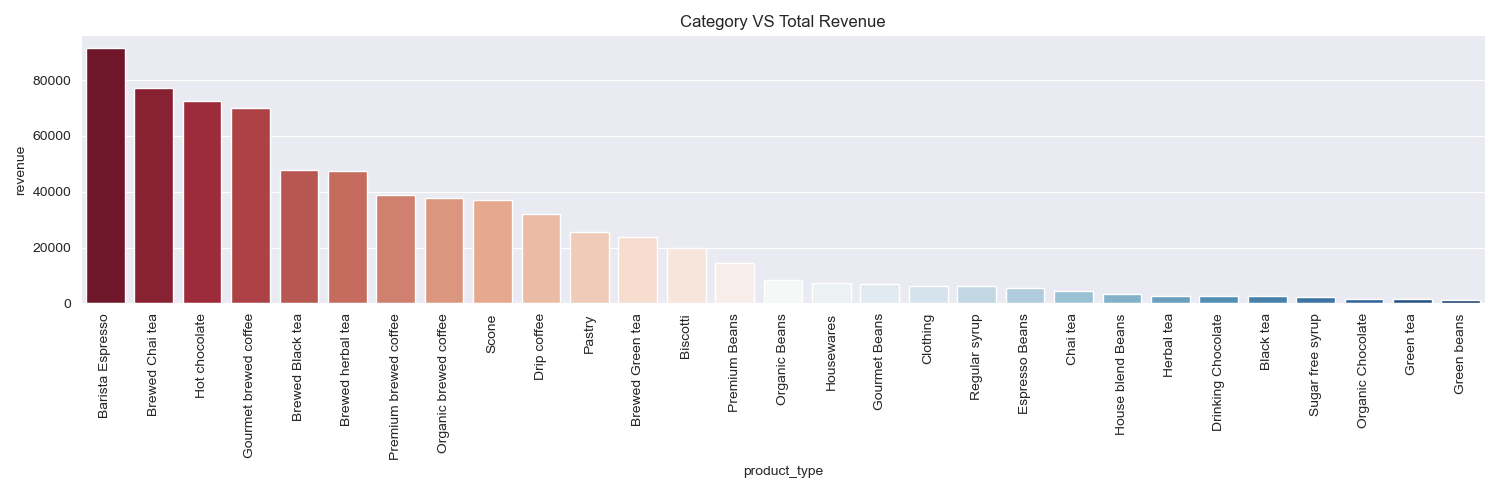 Category VS Total Revenue
revenue
80000
60000
40000
20000
0
Barista Espresso
Brewed Chai tea
Hot chocolate
Gourmet brewed coffee
Brewed Black tea
Brewed herbal tea
Premium brewed coffee
Organic brewed coffee
Scone
Drip coffee
Pastry
Brewed Green tea
Biscotti
Premium Beans
Organic Beans
Housewares
Gourmet Beans
Clothing
Regular syrup
Espresso Beans
Chai tea
House blend Beans
Herbal tea
Drinking Chocolate
Black tea
Sugar free syrup
Organic Chocolate
Green tea
Green beans
product_type